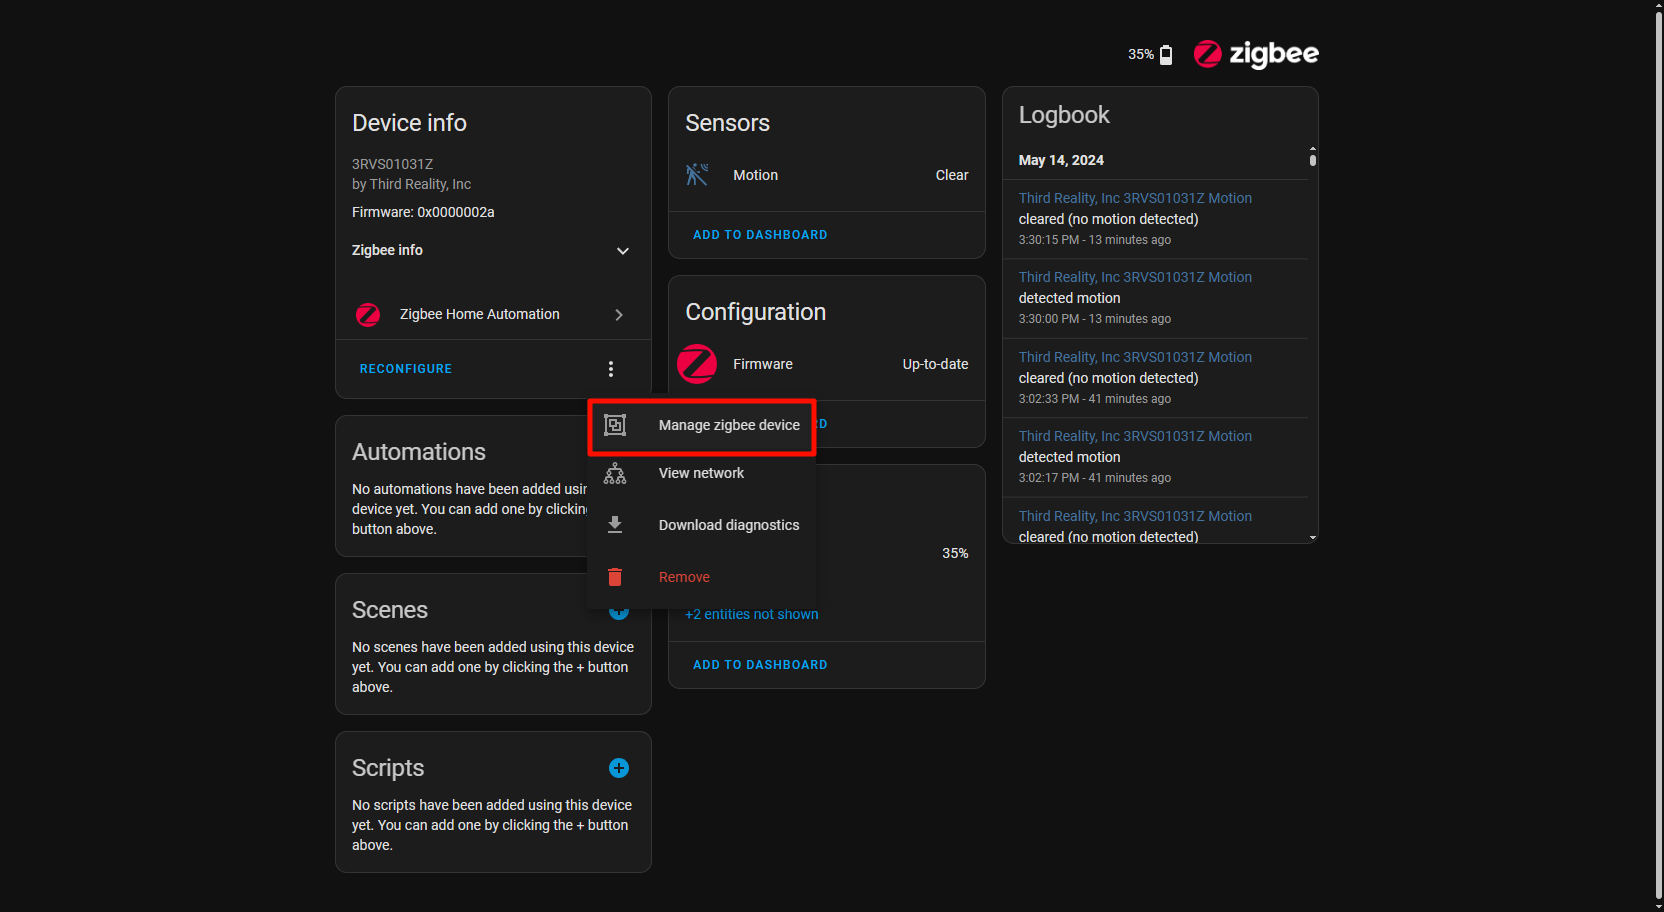 35%
zigbee
Device info
3RVS01031Z
by Third Reality, Inc
Firmware: 0x0000002a
Zigbee info
Zigbee Home Automation
RECONFIGURE
Automations
No automations have been added
device yet. You can add one by
button above.
Scenes
No scenes have been added using this device
yet. You can add one by clicking the + button
above.
Scripts
No scripts have been added using this device
yet. You can add one by clicking the + button
above.
Manage zigbee device
View network
Download diagnostics
Remove
Sensors
Motion
Clear
ADD TO DASHBOARD
Configuration
Firmware
Up-to-date
35%
+2 entities not shown
ADD TO DASHBOARD
Logbook
May 14, 2024
Third Reality, Inc 3RVS01031Z Motion
cleared (no motion detected)
3:30:15 PM - 13 minutes ago
Third Reality, Inc 3RVS01031Z Motion
detected motion
3:30:00 PM - 13 minutes ago
Third Reality, Inc 3RVS01031Z Motion
cleared (no motion detected)
3:02:33 PM - 41 minutes ago
Third Reality, Inc 3RVS01031Z Motion
detected motion
3:02:17 PM - 41 minutes ago
Third Reality, Inc 3RVS01031Z Motion
cleared (no motion detected)